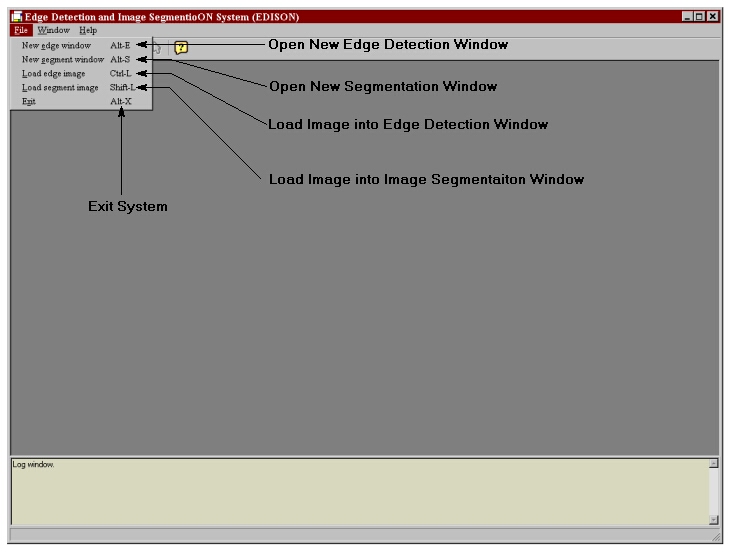 Edge Detection and Image SegmentioON System (EDISON)
File Window Help
New edge window Alt-E
Open New Edge Detection Window
New segment window Alt-S
Open New Segmentation Window
Load edge image Ctrl-L
Load Image into Edge Detection Window
Load segment image Shift-L
Load Image into Image Segmentaiton Window
Exit Alt-X
Exit System
Log window.